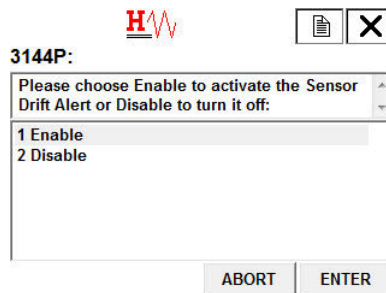 H
3144P:
Please choose Enable to activate the Sensor
Drift Alert or Disable to turn it off:
1 Enable
2 Disable
ABORT ENTER